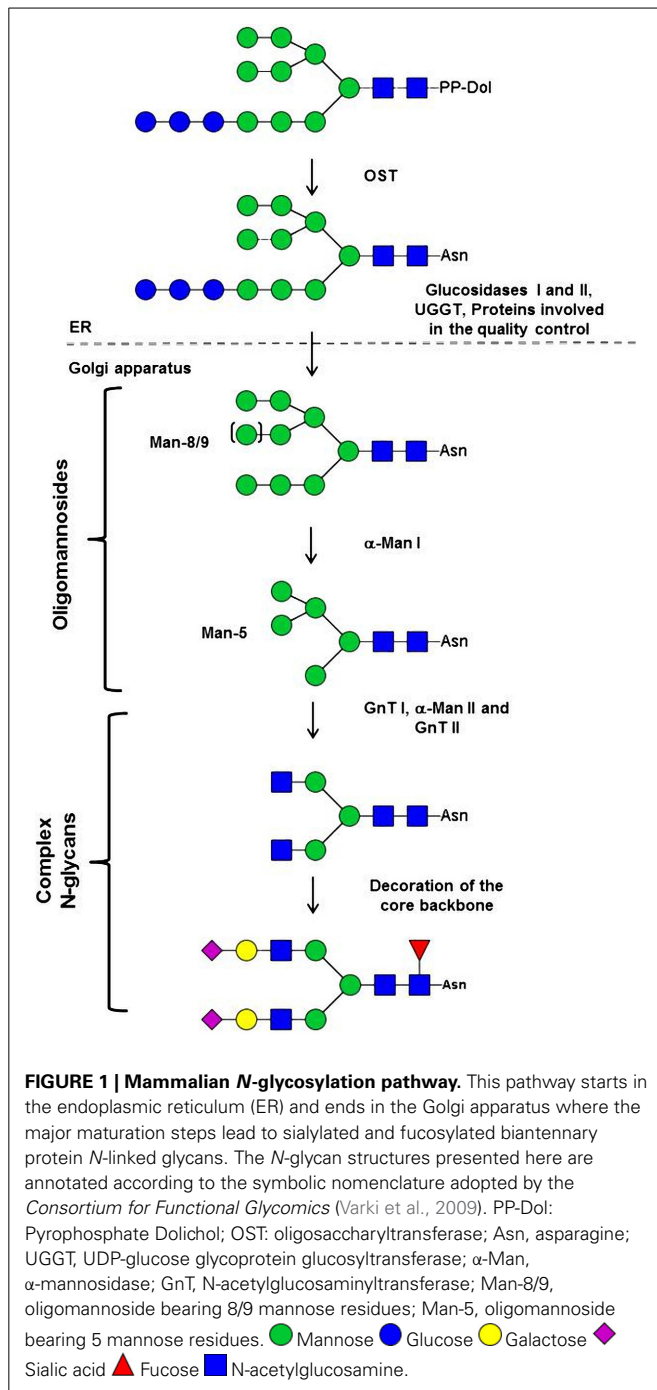 PP-Dol
OST
Asn
Glucosidases I and II,
UGGT, Proteins involved
in the quality control
ER
Golgi apparatus
Oligomannosides
Man-8/9
Asn
α-Man I
Man-5
Asn
GnT I, α-Man II and
GnT II
Complex
N-glycans
Asn
Decoration of the
core backbone
Asn
FIGURE 1 | Mammalian N-glycosylation pathway. This pathway starts in
the endoplasmic reticulum (ER) and ends in the Golgi apparatus where the
major maturation steps lead to sialylated and fucosylated biantennary
protein N-linked glycans. The N-glycan structures presented here are
annotated according to the symbolic nomenclature adopted by the
Consortium for Functional Glycomics (Varki et al., 2009). PP-Dol:
Pyrophosphate Dolichol; OST: oligosaccharyltransferase; Asn, asparagine;
UGGT, UDP-glucose glycoprotein glucosyltransferase; α-Man,
α-mannosidase; GnT, N-acetylglucosaminyltransferase; Man-8/9,
oligomannoside bearing 8/9 mannose residues; Man-5, oligomannoside
bearing 5 mannose residues. Mannose Glucose Galactose
Sialic acid Fucose N-acetylglucosamine.